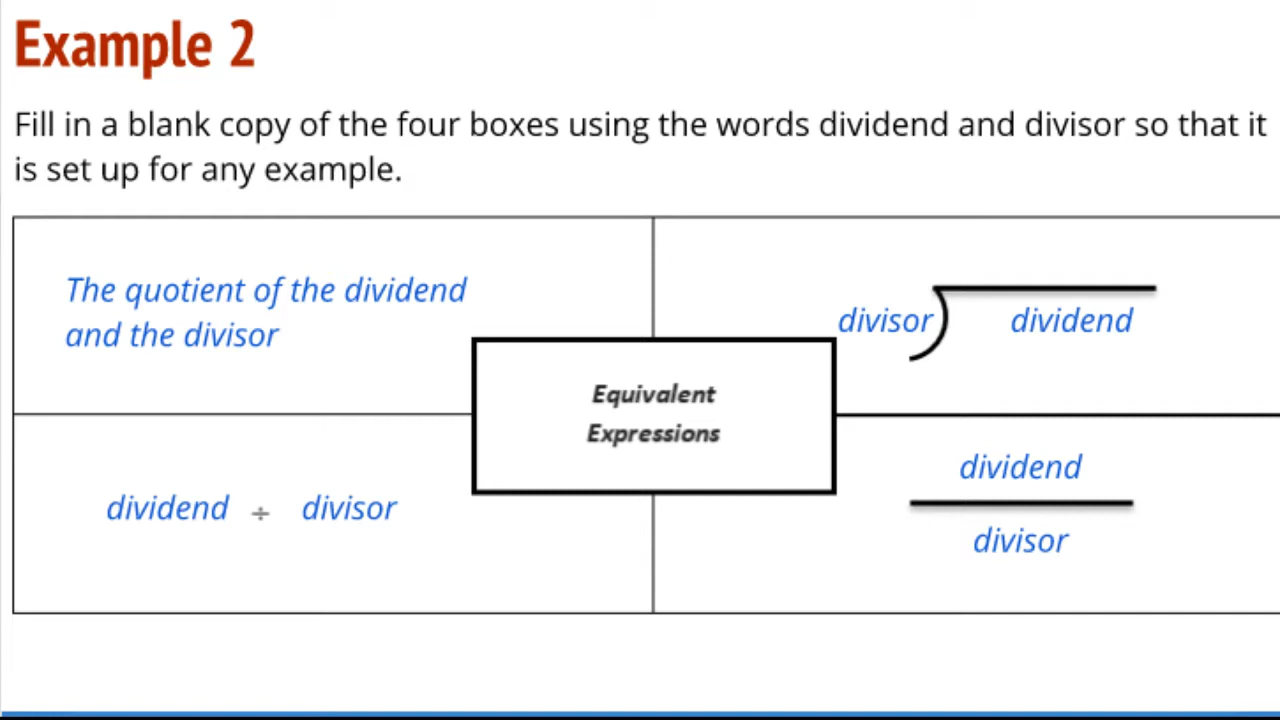 Example 2
Fill in a blank copy of the four boxes using the words dividend and divisor so that it
is set up for any example.
The quotient of the dividend
and the divisor
divisor dividend
Equivalent
Expressions
dividend ÷ divisor
dividend
divisor